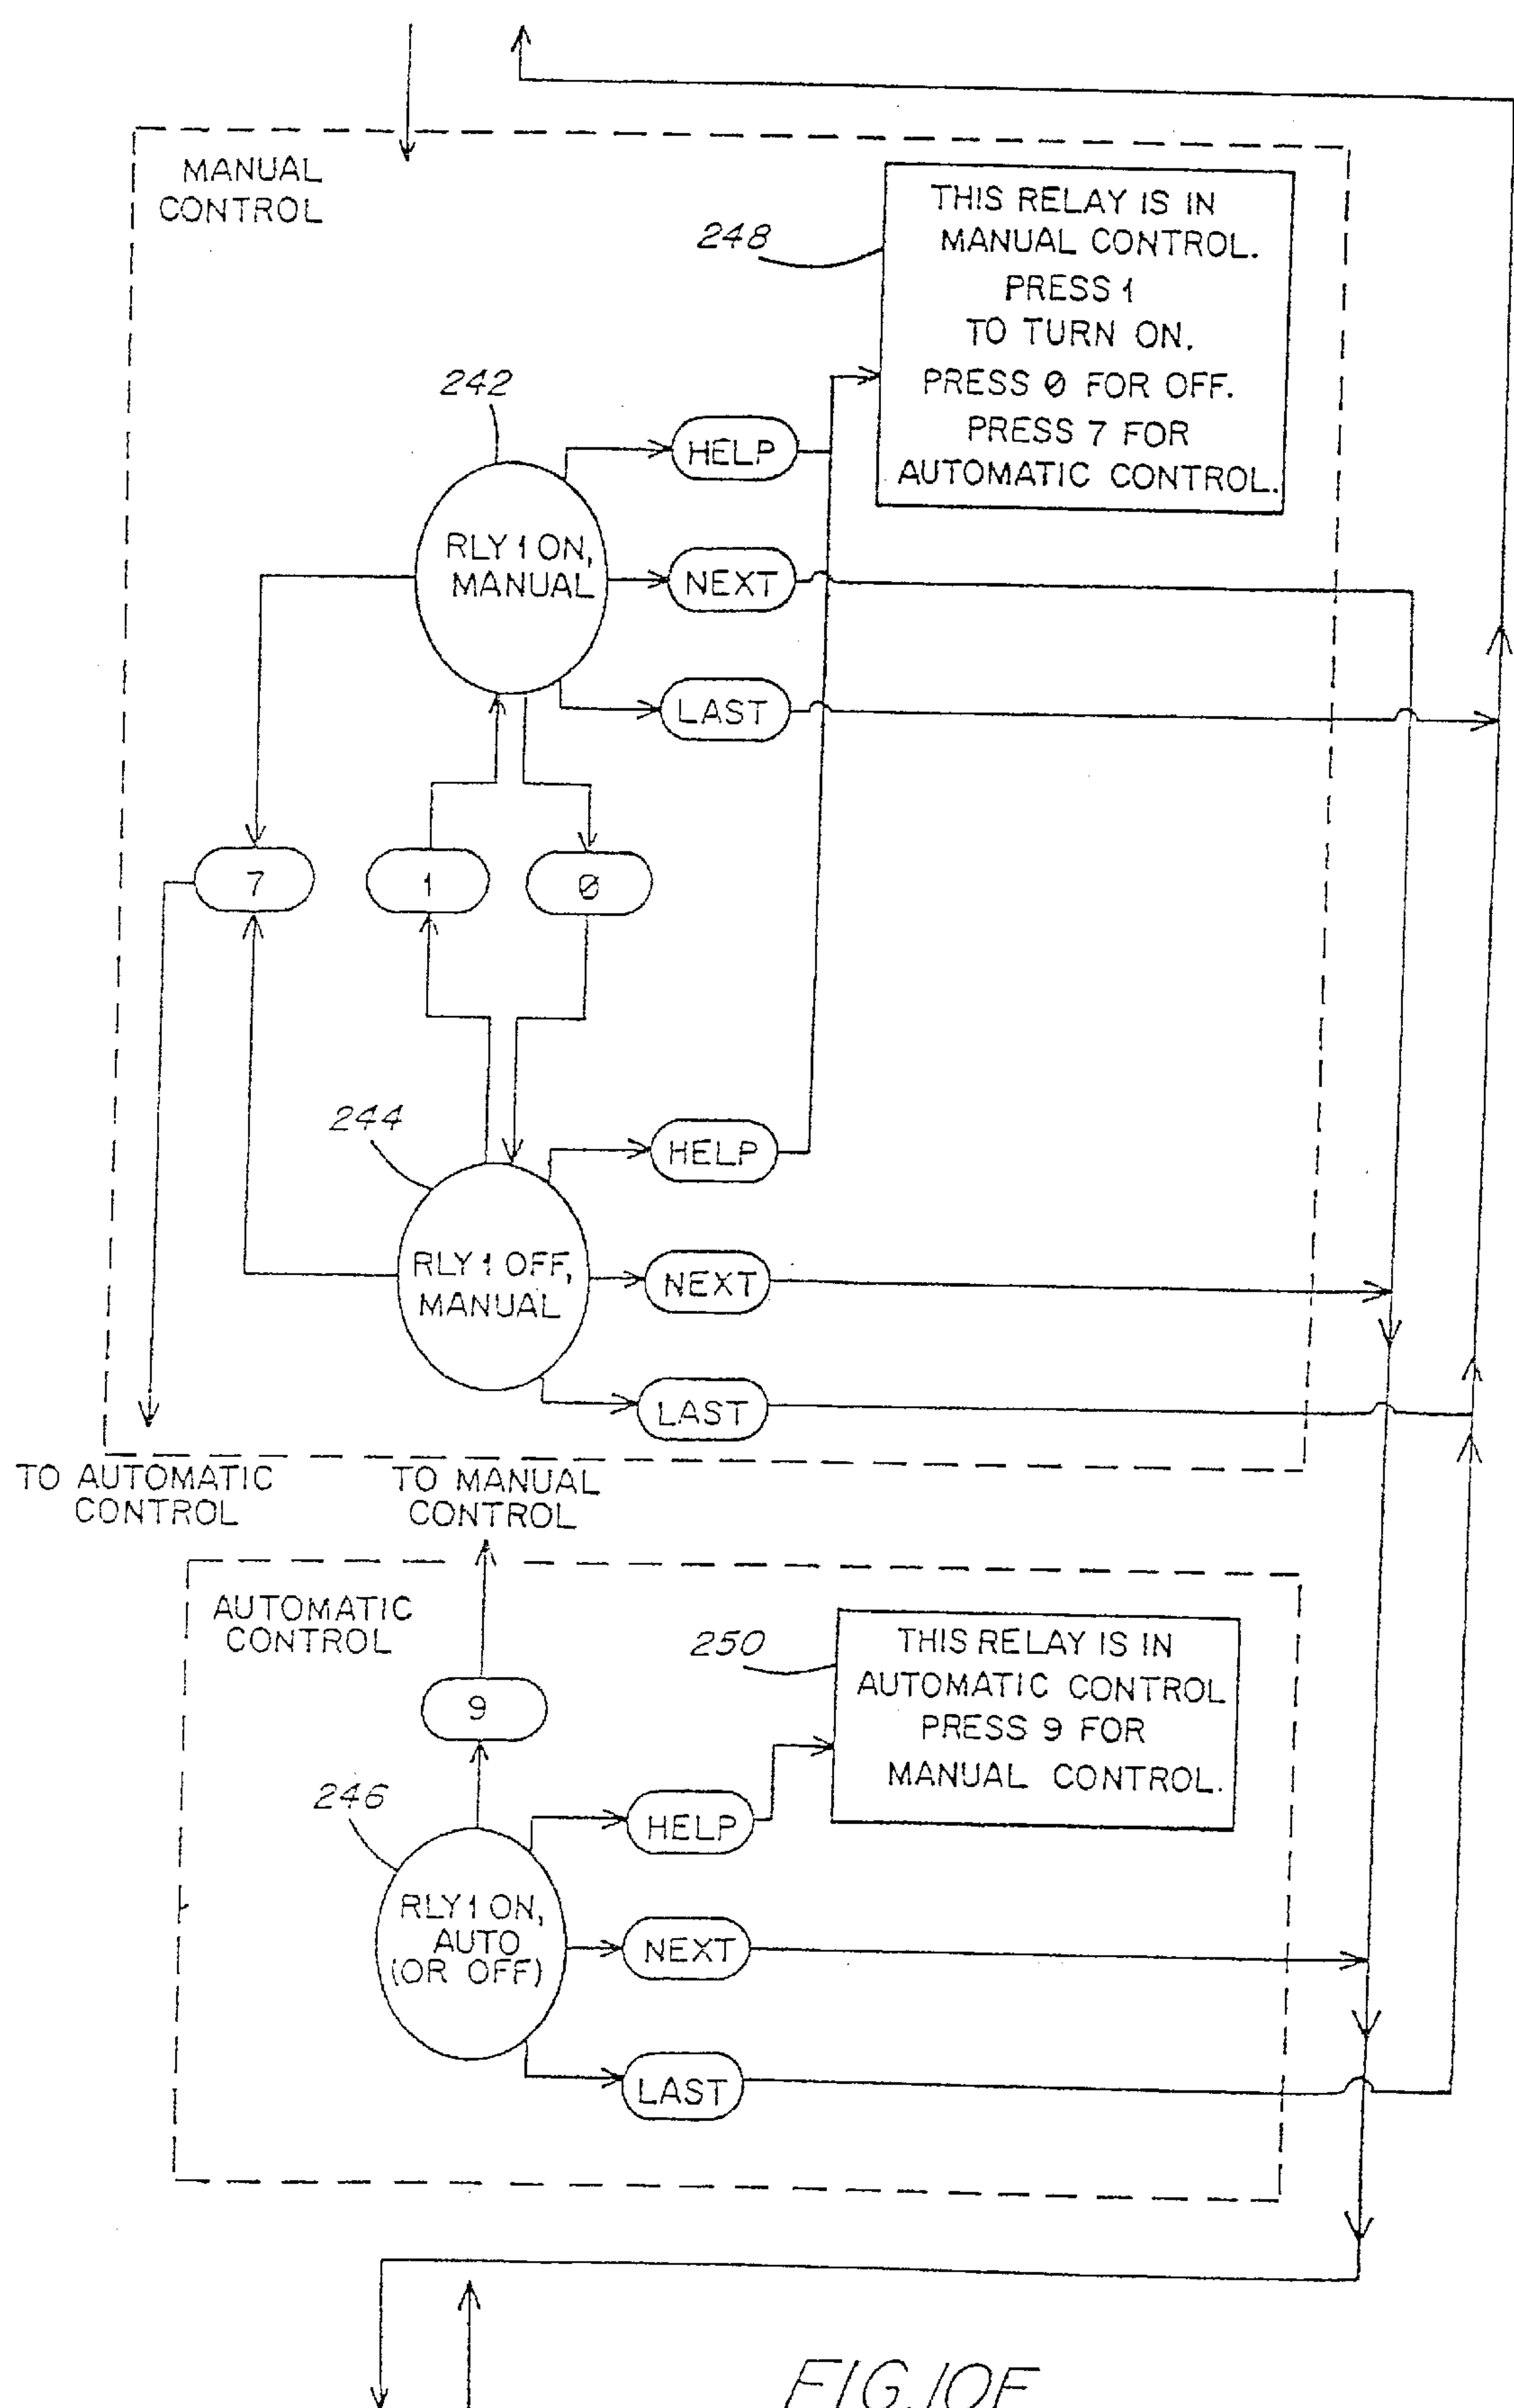 MANUAL
CONTROL
248
THIS RELAY IS IN
MANUAL CONTROL.
PRESS 1
TO TURN ON.
PRESS 0 FOR OFF.
PRESS 7 FOR
AUTOMATIC CONTROL.
242
HELP
RLY 1 ON,
MANUAL
NEXT
LAST
7
1
0
244
HELP
RLY 1 OFF,
MANUAL
NEXT
LAST
TO AUTOMATIC
CONTROL
TO MANUAL
CONTROL
AUTOMATIC
CONTROL
250
THIS RELAY IS IN
AUTOMATIC CONTROL
PRESS 9 FOR
MANUAL CONTROL.
9
246
HELP
RLY 1 ON,
AUTO
(OR OFF)
NEXT
LAST